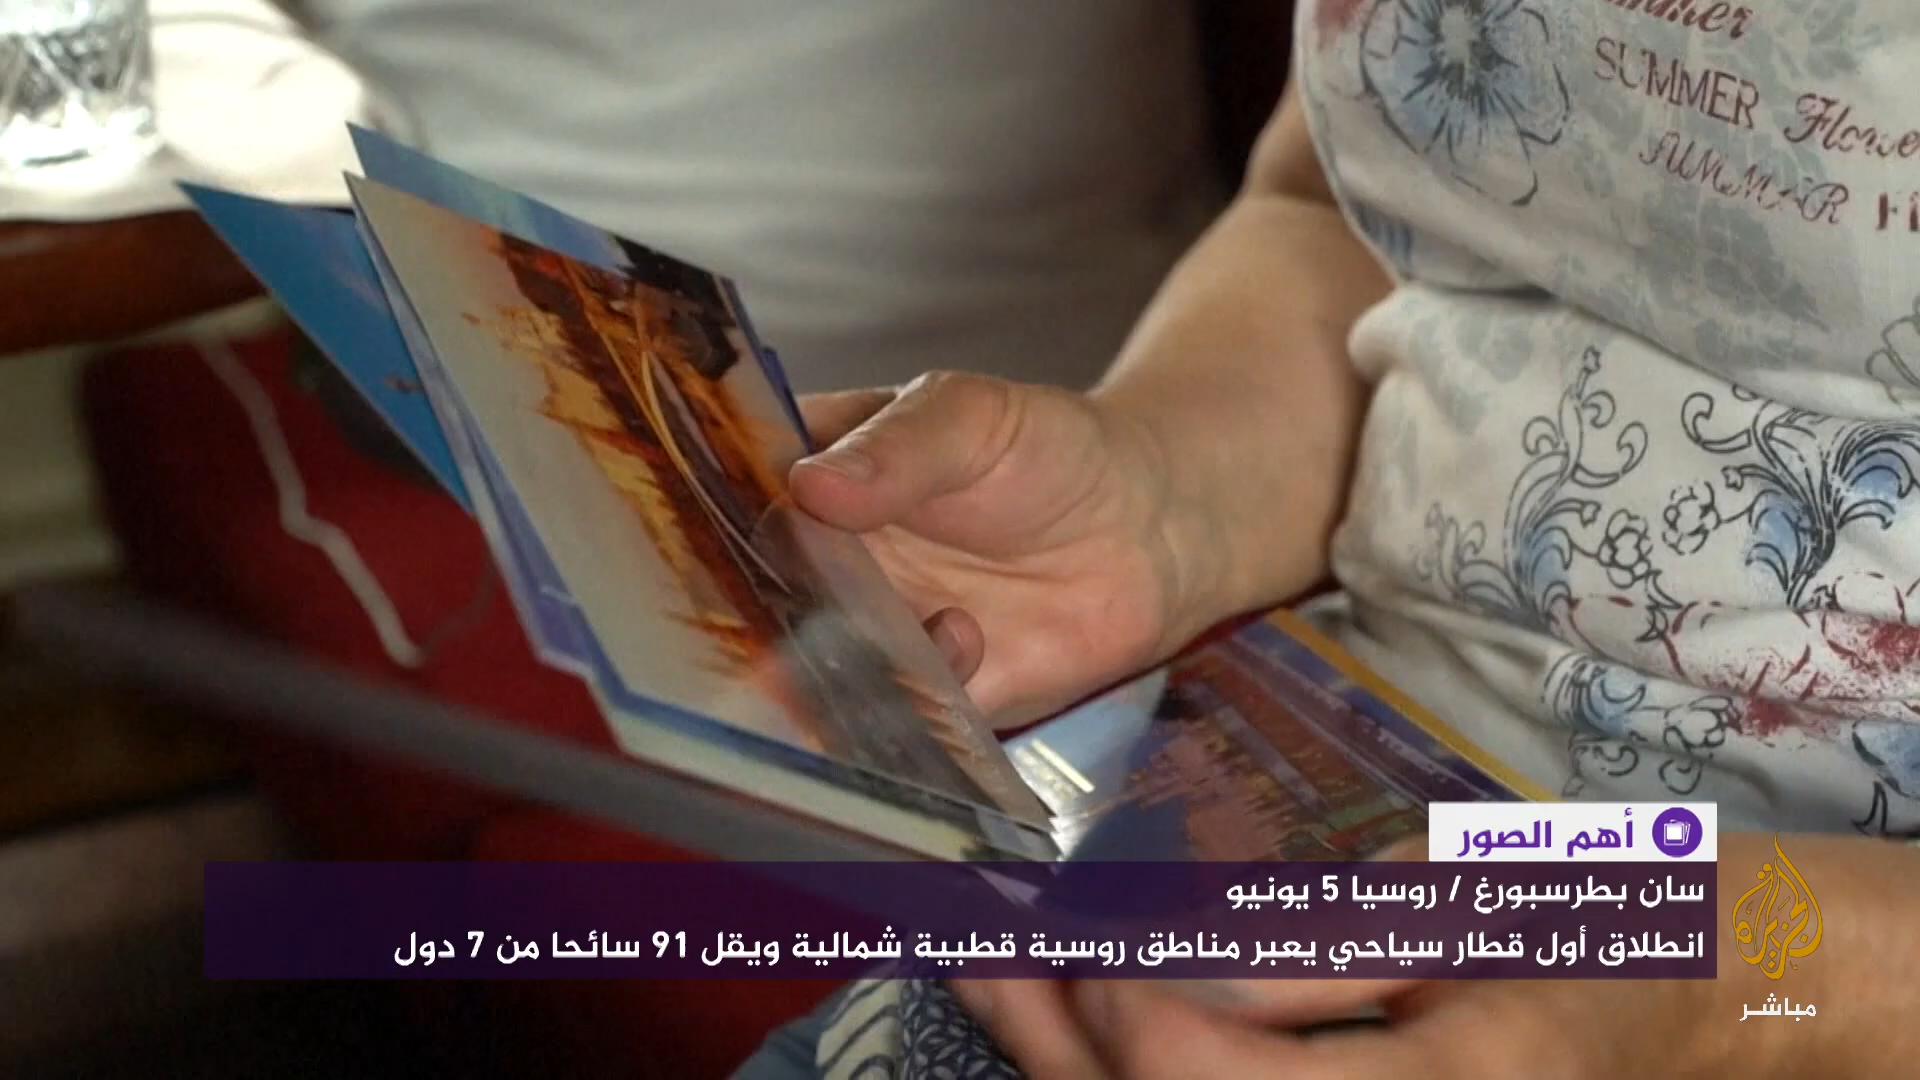 SUMMER
SUMMER
أهم الصور
سان بطرسبورغ / روسيا 5 يونيو
انطلاق أول قطار سياحي يعبر مناطق روسية قطبية شمالية ويقل 91 سائحا من 7 دول
الجزيرة
مباشر